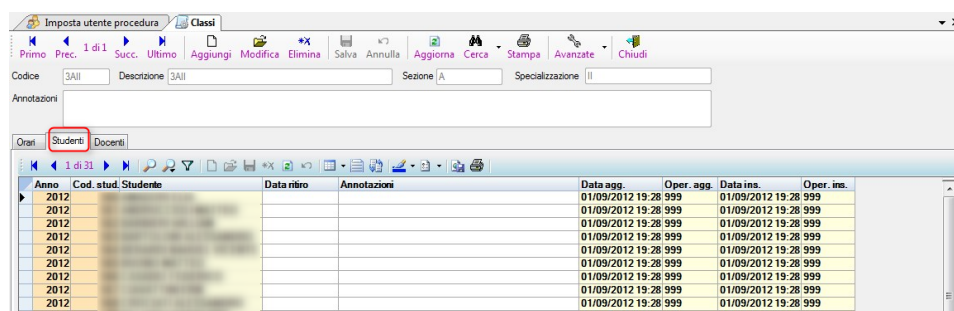 Imposta utente procedura Classi
Primo Prec. 1 di 1 Succ. Ultimo Aggiungi Modifica Elimina Salva Annulla Aggiorna Cerca Stampa Avanzate Chiudi
Codice 3AII Descrizione 3AII Sezione A Specializzazione II
Annotazioni
Orari Studenti Docenti
1 di 31
Anno Cod. stud. Studente Data ritiro Annotazioni Data agg. Oper. agg. Data ins. Oper. ins.
2012 01/09/2012 19:28 999 01/09/2012 19:28 999
2012 01/09/2012 19:28 999 01/09/2012 19:28 999
2012 01/09/2012 19:28 999 01/09/2012 19:28 999
2012 01/09/2012 19:28 999 01/09/2012 19:28 999
2012 01/09/2012 19:28 999 01/09/2012 19:28 999
2012 01/09/2012 19:28 999 01/09/2012 19:28 999
2012 01/09/2012 19:28 999 01/09/2012 19:28 999
2012 01/09/2012 19:28 999 01/09/2012 19:28 999
2012 01/09/2012 19:28 999 01/09/2012 19:28 999